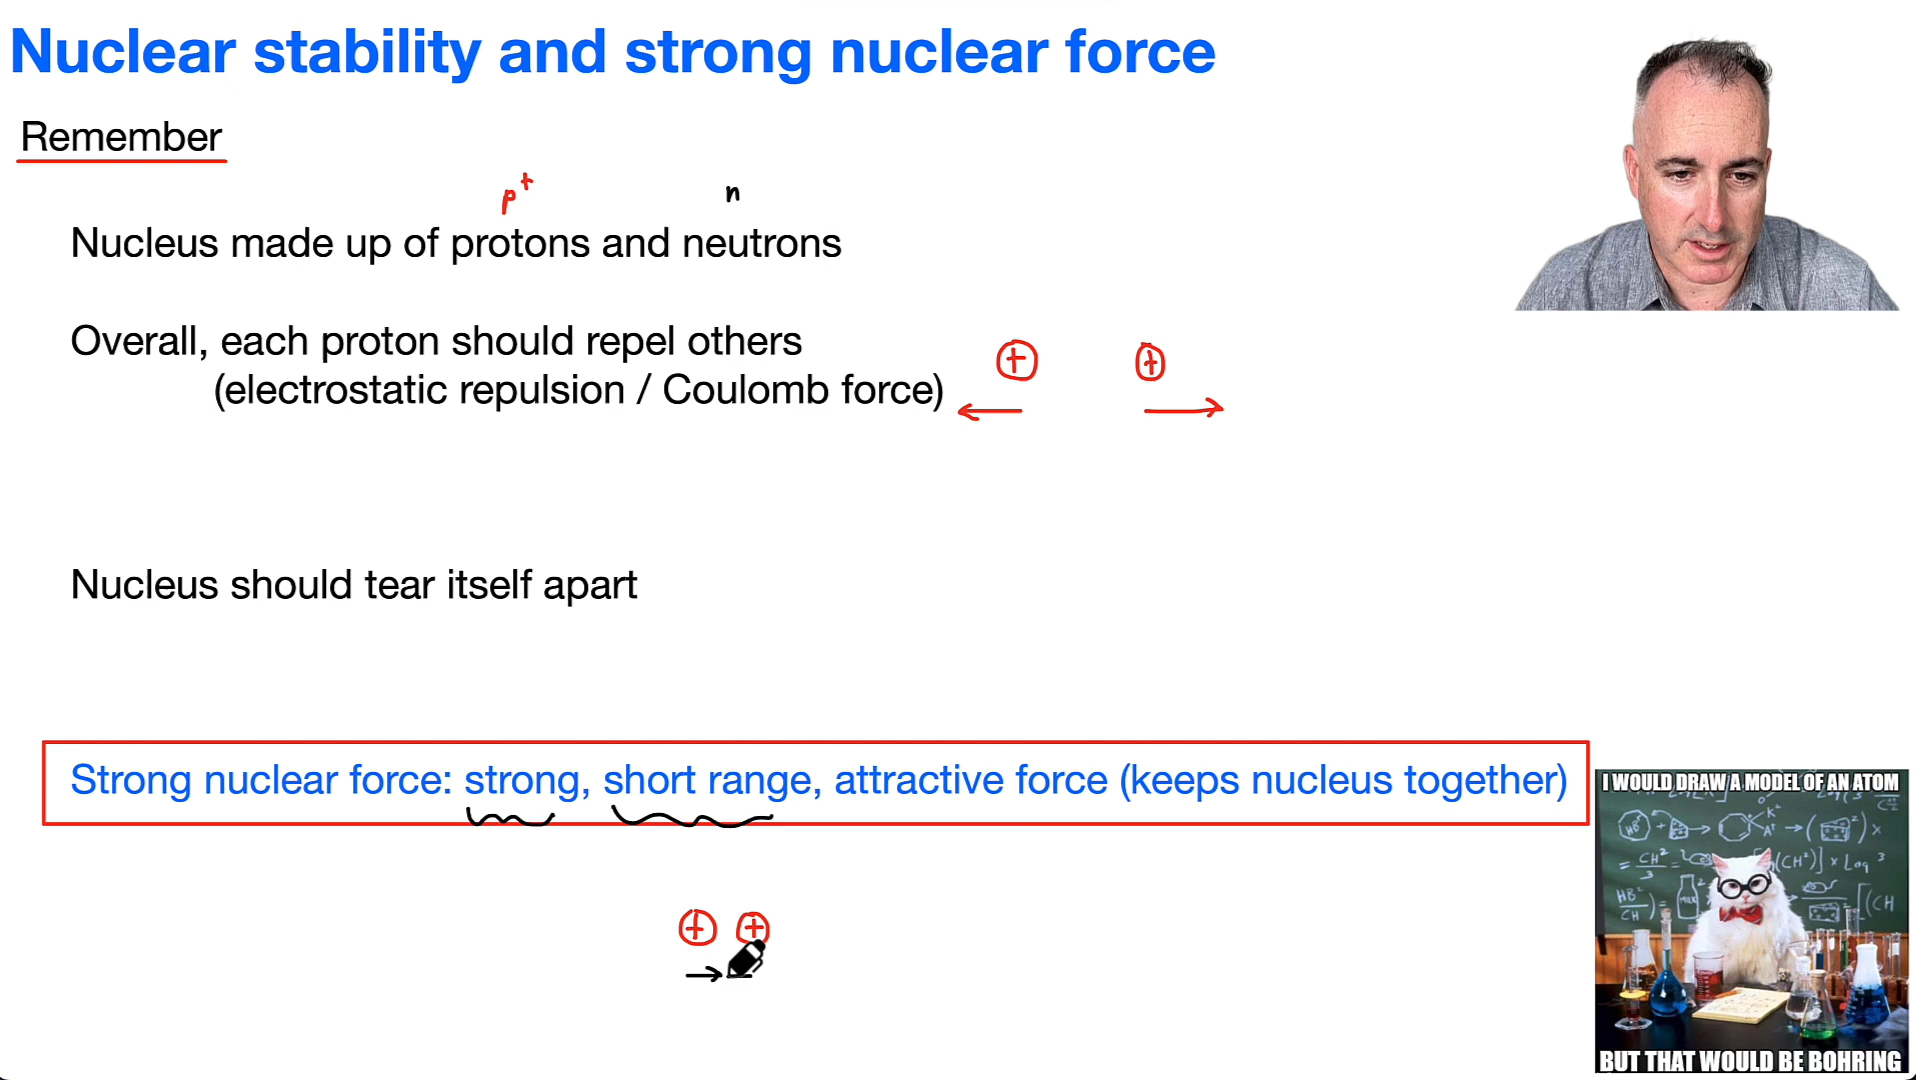 Nuclear stability and strong nuclear force
Remember
p+ n
Nucleus made up of protons and neutrons
Overall, each proton should repel others
(electrostatic repulsion / Coulomb force)
+ +
Nucleus should tear itself apart
Strong nuclear force: strong, short range, attractive force (keeps nucleus together)
+ +
I WOULD DRAW A MODEL OF AN ATOM
BUT THAT WOULD BE BOHRING